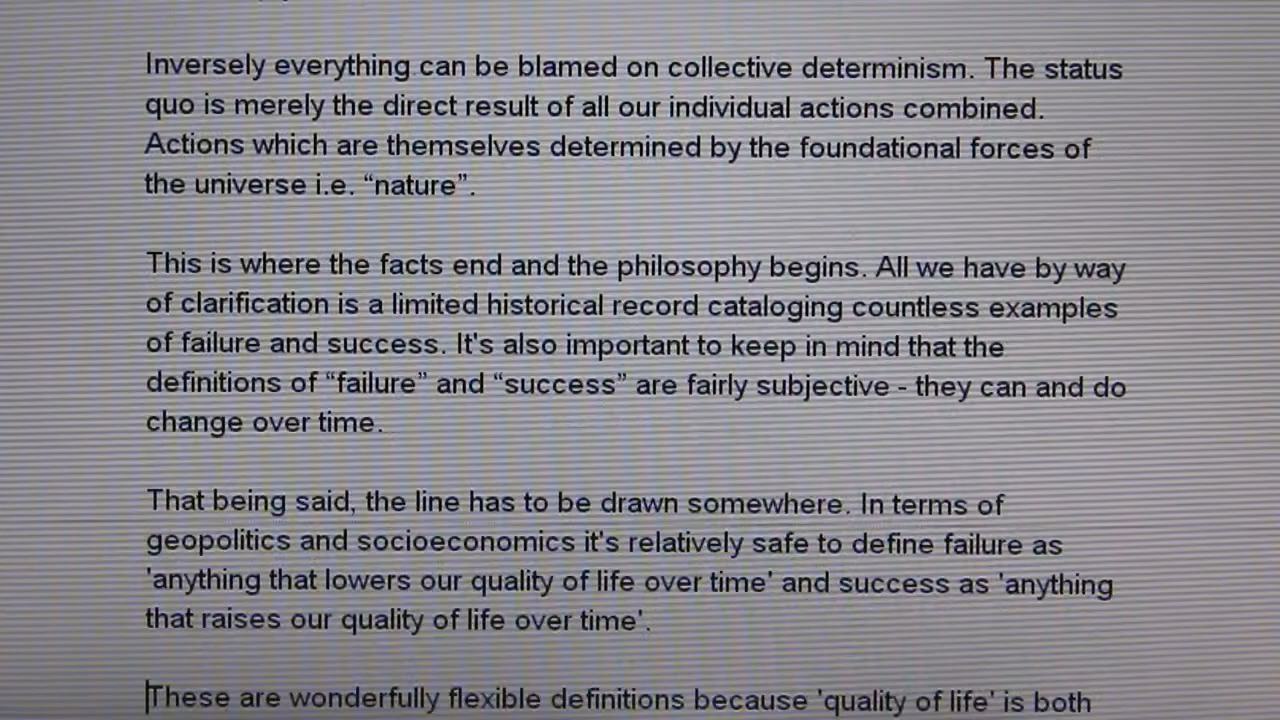 Inversely everything can be blamed on collective determinism. The status
quo is merely the direct result of all our individual actions combined.
Actions which are themselves determined by the foundational forces of
the universe i.e. “nature”.
This is where the facts end and the philosophy begins. All we have by way
of clarification is a limited historical record cataloging countless examples
of failure and success. It's also important to keep in mind that the
definitions of “failure” and “success” are fairly subjective - they can and do
change over time.
That being said, the line has to be drawn somewhere. In terms of
geopolitics and socioeconomics it's relatively safe to define failure as
'anything that lowers our quality of life over time' and success as 'anything
that raises our quality of life over time'.
These are wonderfully flexible definitions because 'quality of life' is both